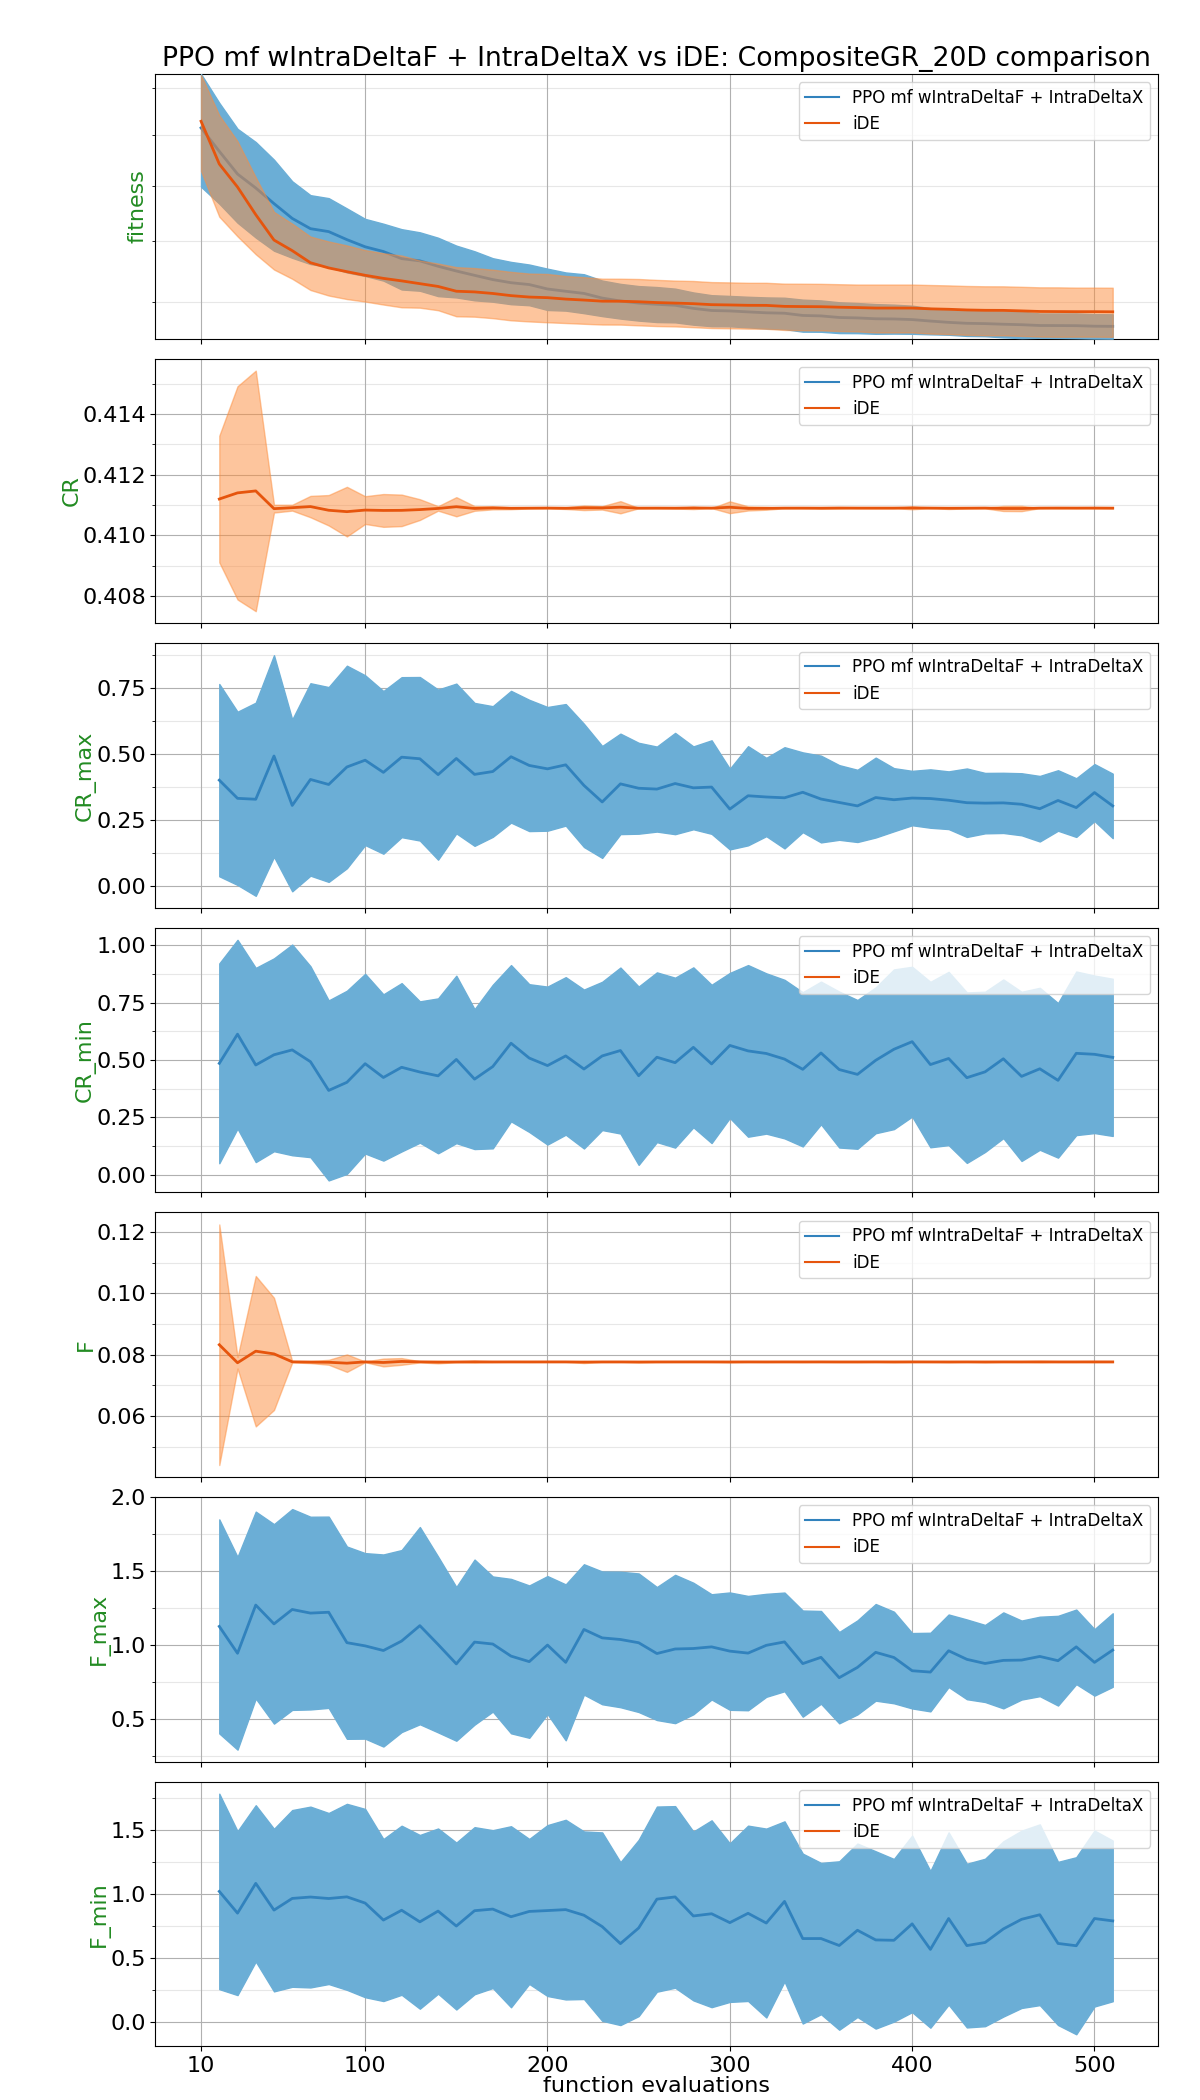 PPO mf wIntraDeltaF + IntraDeltaX vs iDE: CompositeGR_20D comparison
fitness
PPO mf wIntraDeltaF + IntraDeltaX
iDE
CR
0.414
0.412
0.410
0.408
PPO mf wIntraDeltaF + IntraDeltaX
iDE
CR_max
0.75
0.50
0.25
0.00
PPO mf wIntraDeltaF + IntraDeltaX
iDE
CR_min
1.00
0.75
0.50
0.25
0.00
PPO mf wIntraDeltaF + IntraDeltaX
iDE
F
0.12
0.10
0.08
0.06
PPO mf wIntraDeltaF + IntraDeltaX
iDE
F_max
2.0
1.5
1.0
0.5
PPO mf wIntraDeltaF + IntraDeltaX
iDE
F_min
1.5
1.0
0.5
0.0
PPO mf wIntraDeltaF + IntraDeltaX
iDE
10 100 200 300 400 500
function evaluations